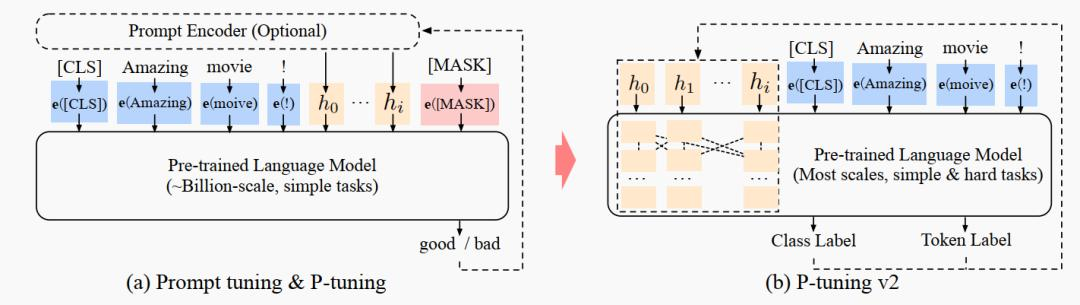 Prompt Encoder (Optional)
[CLS] Amazing movie ! [MASK]
e([CLS]) e(Amazing) e(moive) e(!) h0 ··· hi e([MASK])
Pre-trained Language Model
(~Billion-scale, simple tasks)
good / bad
(a) Prompt tuning & P-tuning
[CLS] Amazing movie !
h0 h1 ··· hi e([CLS]) e(Amazing) e(moive) e(!)
Pre-trained Language Model
(Most scales, simple & hard tasks)
··· ··· ···
Class Label Token Label
(b) P-tuning v2